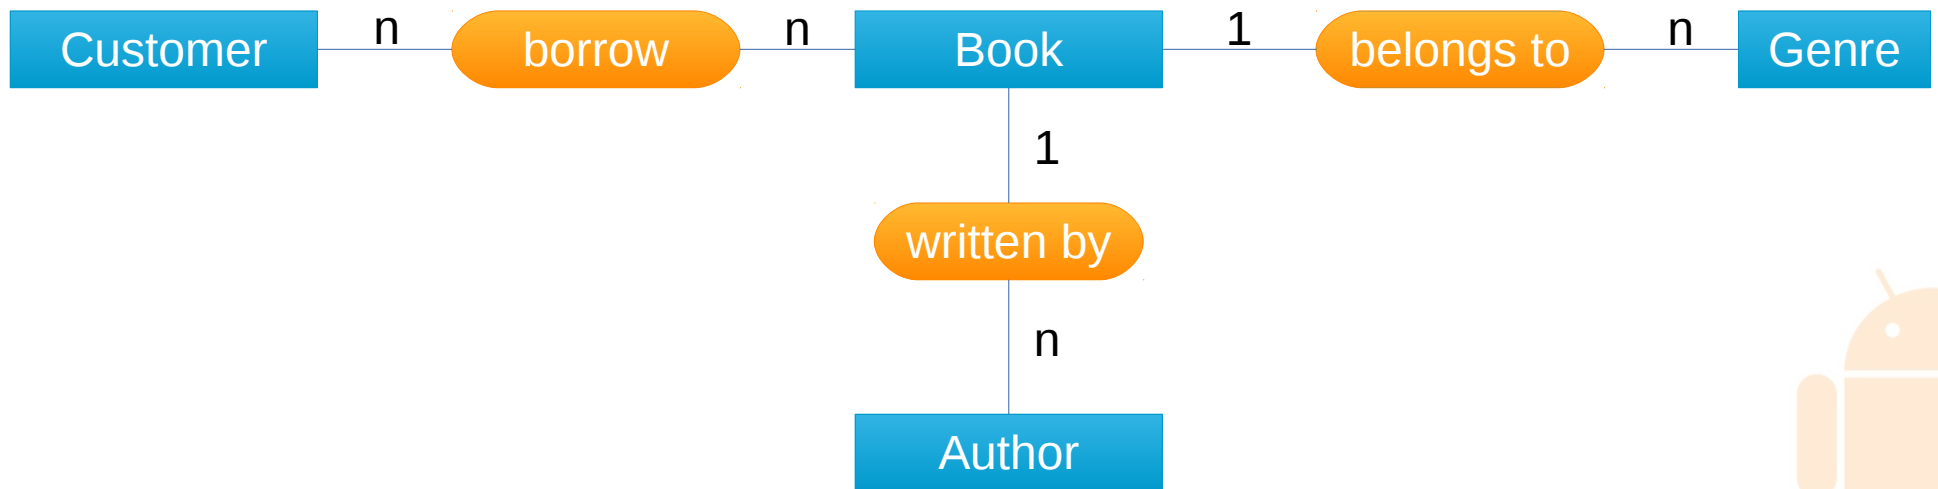 Customer n borrow n Book 1 belongs to n Genre
1
written by
n
Author